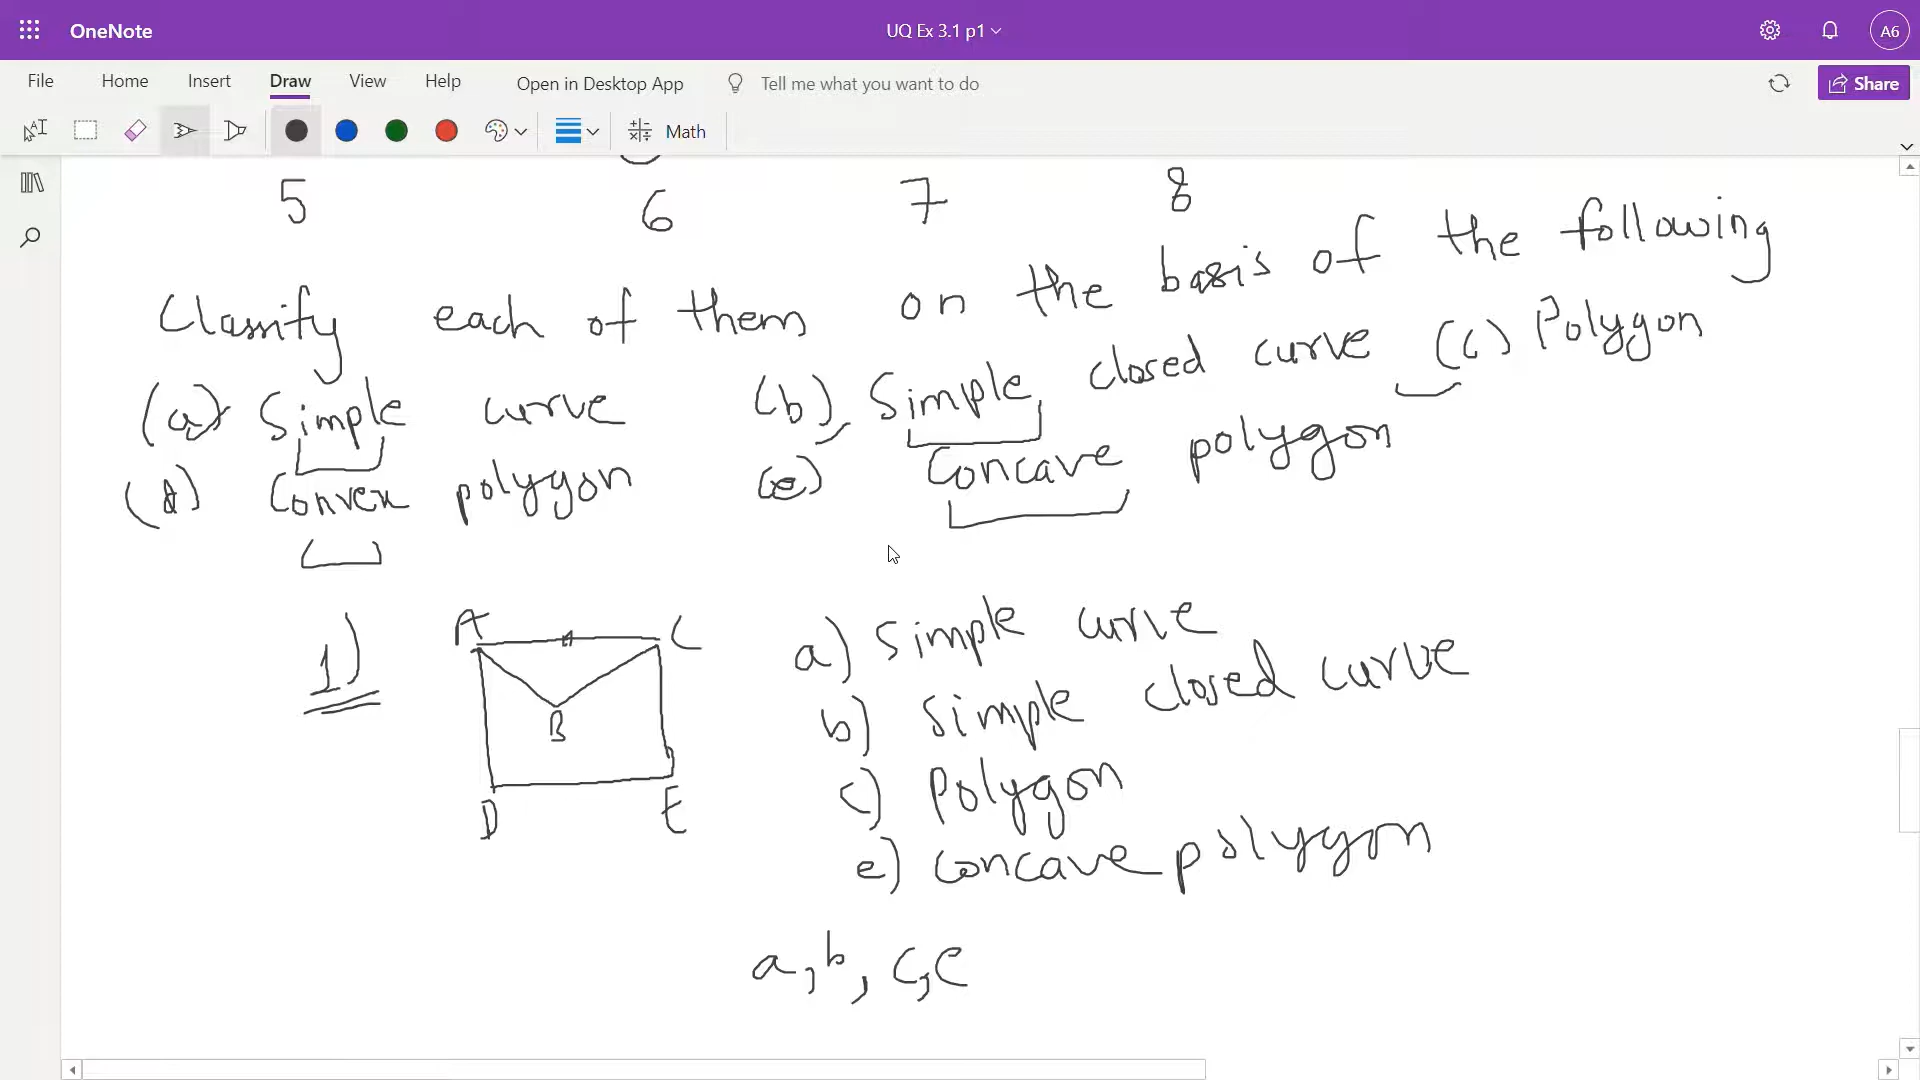 OneNote
UQ Ex 3.1 p1
A6
File Home Insert Draw View Help Open in Desktop App Tell me what you want to do Share
Math
5 6 7 8
Classify each of them on the basis of the following
(a) Simple curve (b) Simple closed curve (c) Polygon
(d) Convex polygon (e) Concave polygon
1)
A C
B
D E
a) Simple curve
b) simple closed curve
c) Polygon
e) concave polygon
a, b, c, e